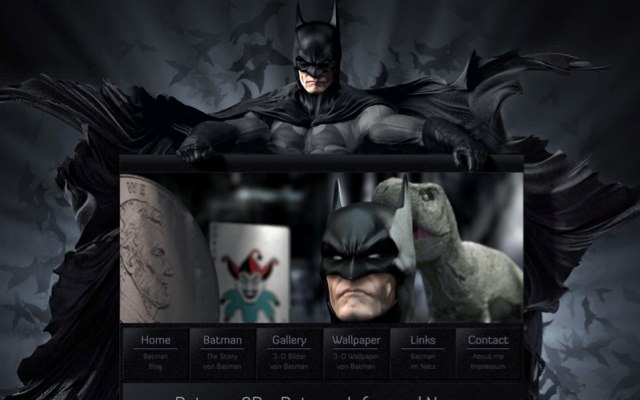 WE
Home
Batman
Blog
Batman
Die Story
von Batman
Gallery
3-D Bilder
von Batman
Wallpaper
3-D Wallpaper
von Batman
Links
Batman
im Netz
Contact
About me
Impressum